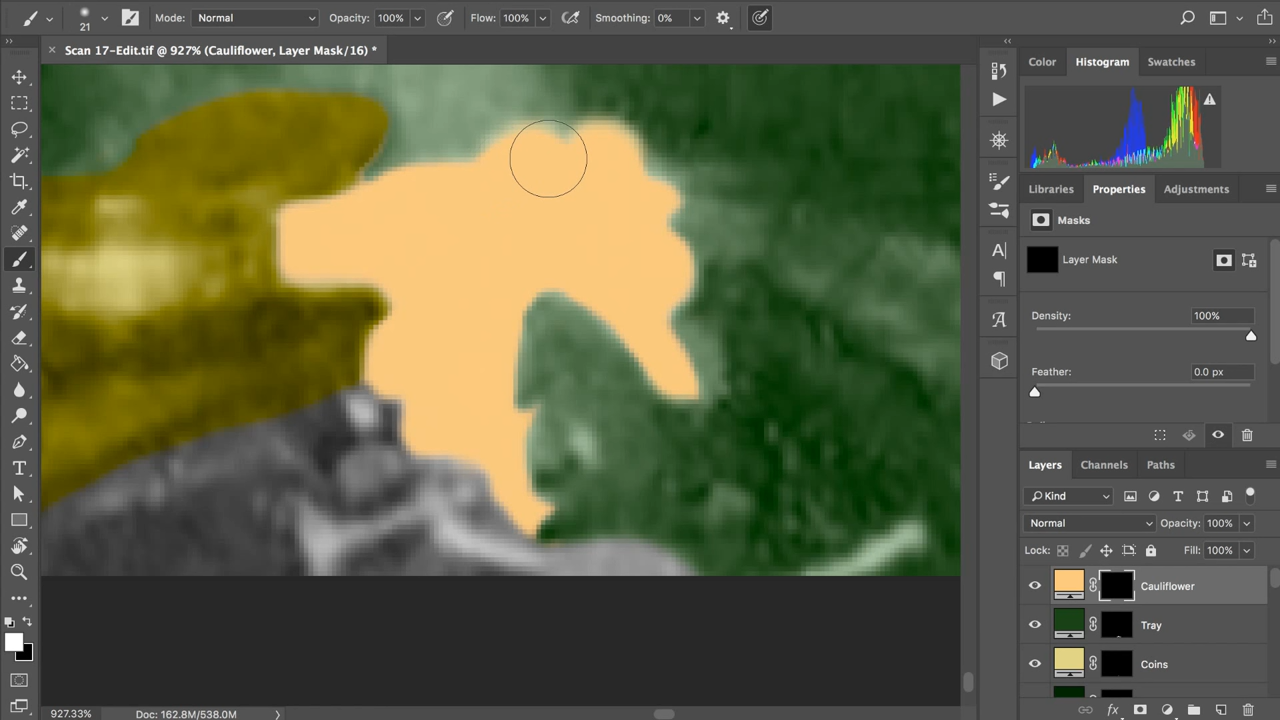 21 Mode: Normal Opacity: 100% Flow: 100% Smoothing: 0%
Scan 17-Edit.tif @ 927% (Cauliflower, Layer Mask/16) *
Color Histogram Swatches
Libraries Properties Adjustments
Masks
Layer Mask
Density: 100%
Feather: 0.0 px
Layers Channels Paths
Kind
Normal Opacity: 100%
Lock: Fill: 100%
Cauliflower
Tray
Coins
927.33% Doc: 162.8M/538.0M